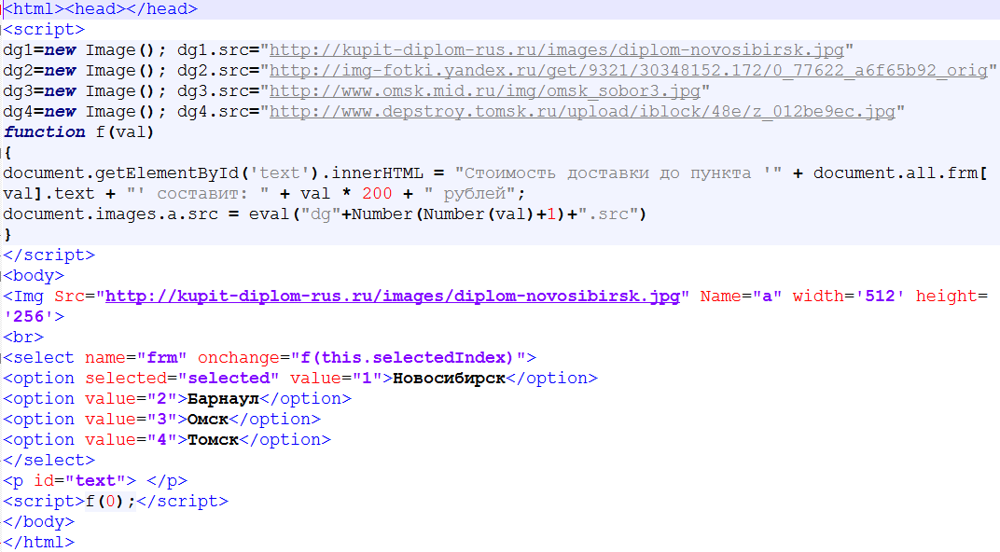 <html><head></head>
<script>
dg1=new Image(); dg1.src="http://kupit-diplom-rus.ru/images/diplom-novosibirsk.jpg"
dg2=new Image(); dg2.src="http://img-fotki.yandex.ru/get/9321/30348152.172/0_77622_a6f65b92_orig"
dg3=new Image(); dg3.src="http://www.omsk.mid.ru/img/omsk_sobor3.jpg"
dg4=new Image(); dg4.src="http://www.depstroy.tomsk.ru/upload/iblock/48e/z_012be9ec.jpg"
function f(val)
{
document.getElementById('text').innerHTML = "Стоимость доставки до пункта '" + document.all.frm[
val].text + "' составит: " + val * 200 + " рублей";
document.images.a.src = eval("dg"+Number(Number(val)+1)+".src")
}
</script>
<body>
<Img Src="http://kupit-diplom-rus.ru/images/diplom-novosibirsk.jpg" Name="a" width='512' height=
'256'>
<br>
<select name="frm" onchange="f(this.selectedIndex)">
<option selected="selected" value="1">Новосибирск</option>
<option value="2">Барнаул</option>
<option value="3">Омск</option>
<option value="4">Томск</option>
</select>
<p id="text"> </p>
<script>f(0);</script>
</body>
</html>